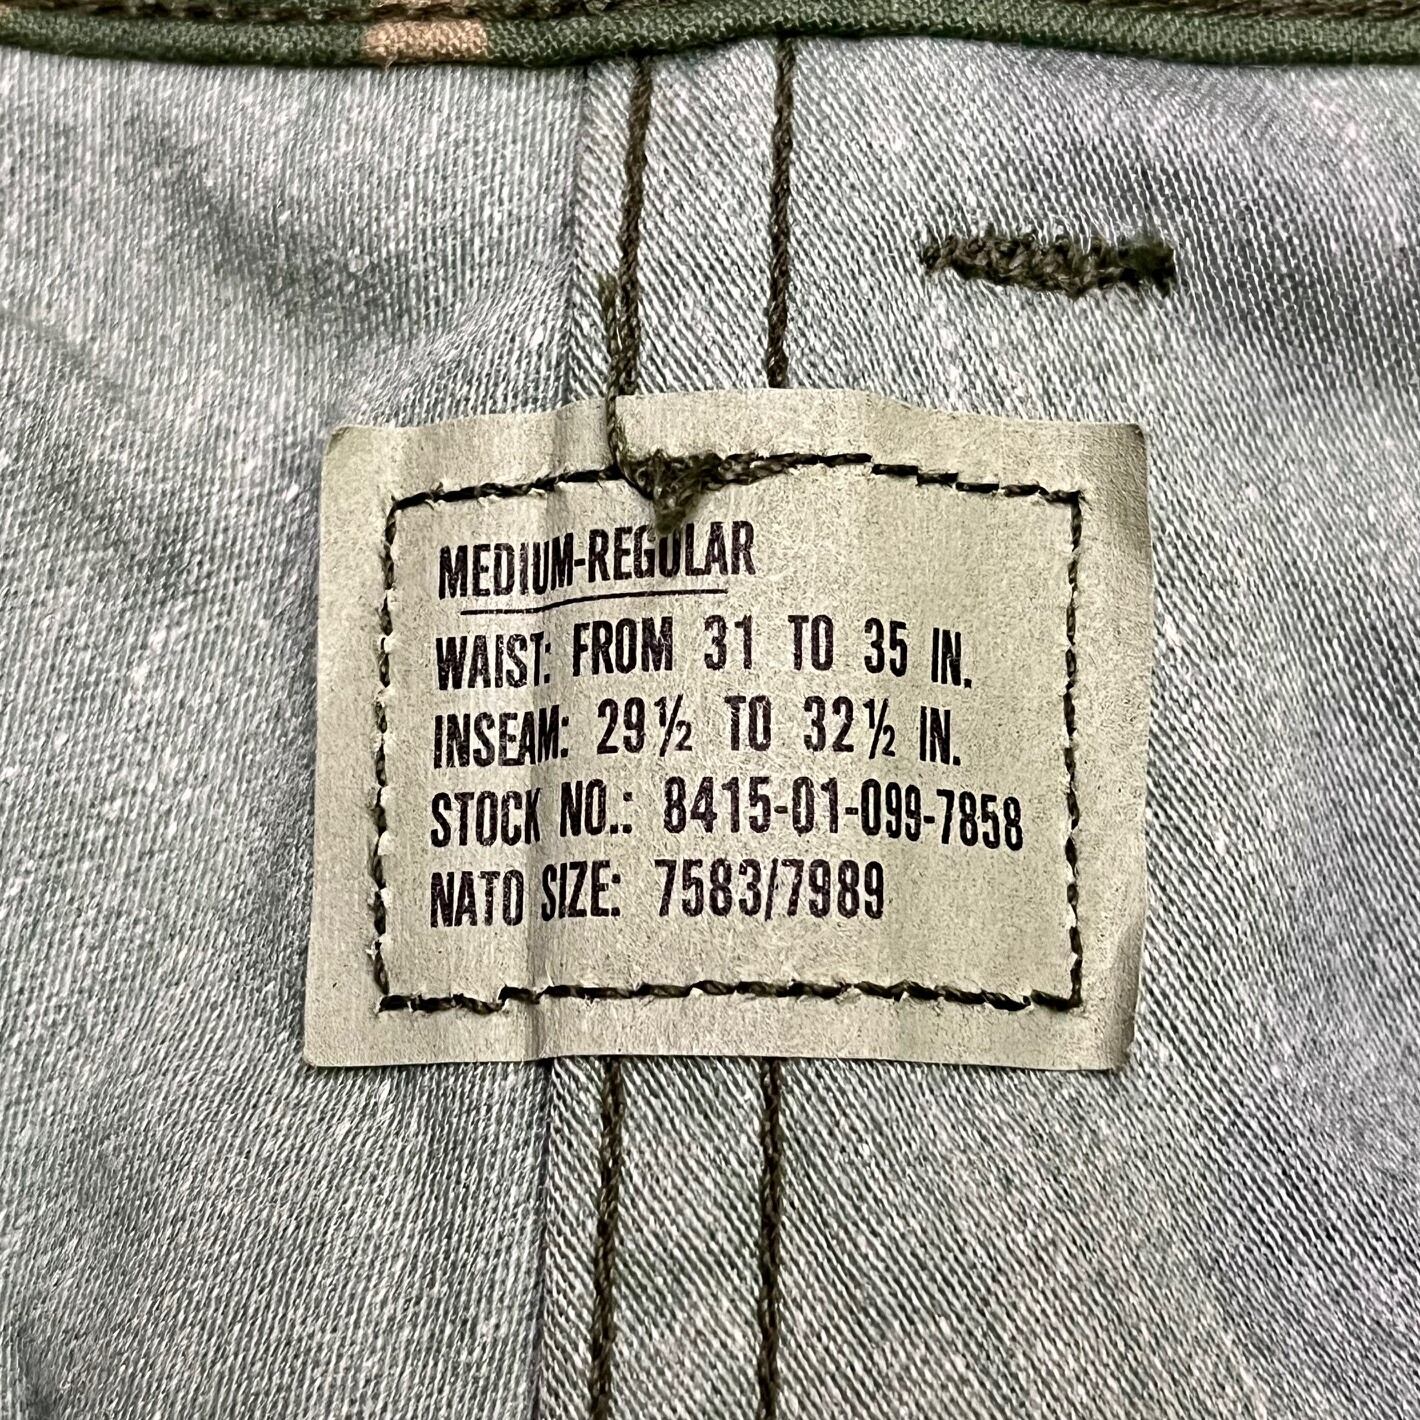 MEDIUM-REGULAR
WAIST: FROM 31 TO 35 IN.
INSEAM: 29½ TO 32½ IN.
STOCK NO.: 8415-01-099-7858
NATO SIZE: 7583/7989